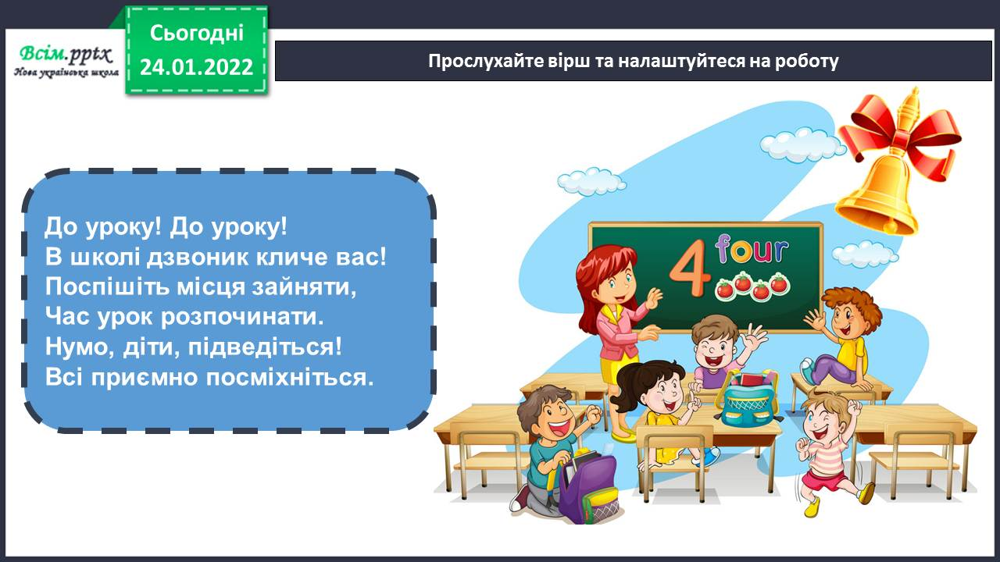 Всім.pptx
Нова українська школа
Сьогодні
24.01.2022
Прослухайте вірш та налаштуйтеся на роботу
До уроку! До уроку!
В школі дзвоник кличе вас!
Поспішіть місця зайняти,
Час урок розпочинати.
Нумо, діти, підведіться!
Всі приємно посміхніться.
4 four